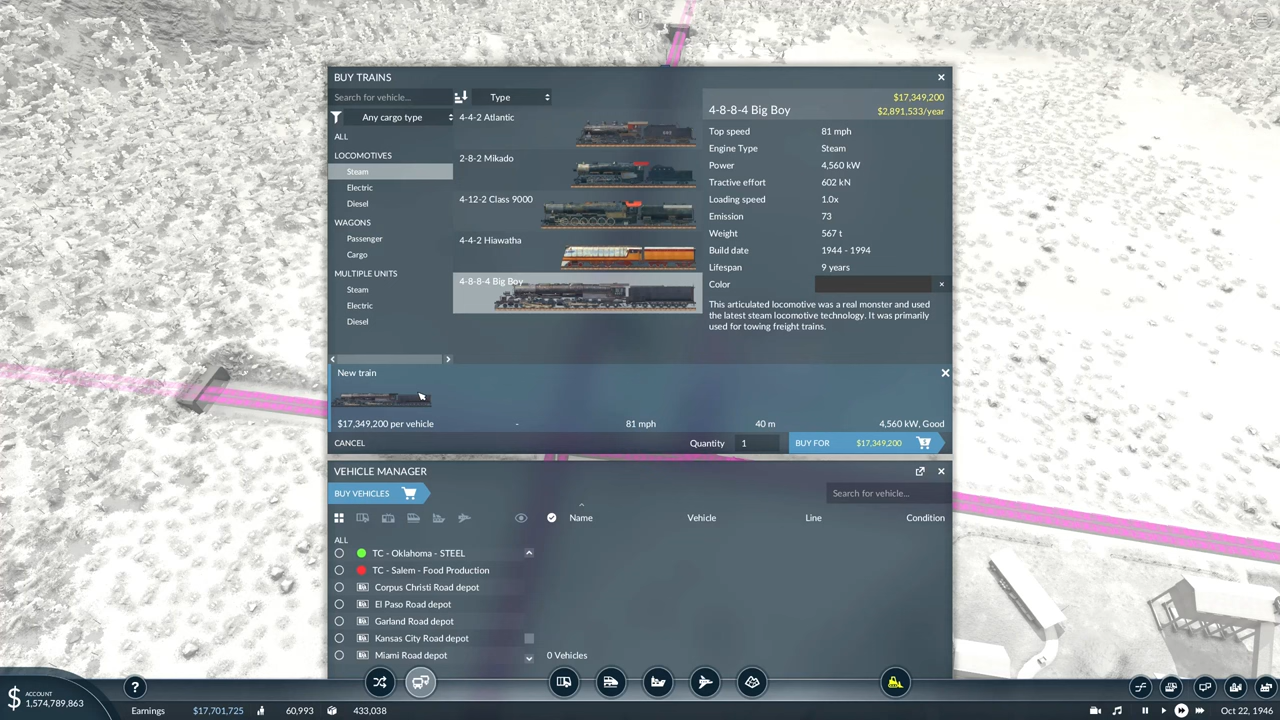 BUY TRAINS
Search for vehicle...
Type
Any cargo type
ALL
LOCOMOTIVES
Steam
Electric
Diesel
WAGONS
Passenger
Cargo
MULTIPLE UNITS
Steam
Electric
Diesel
4-4-2 Atlantic
2-8-2 Mikado
4-12-2 Class 9000
4-4-2 Hiawatha
4-8-8-4 Big Boy
$17,349,200
4-8-8-4 Big Boy
$2,891,533/year
Top speed 81 mph
Engine Type Steam
Power 4,560 kW
Tractive effort 602 kN
Loading speed 1.0x
Emission 73
Weight 567 t
Build date 1944 - 1994
Lifespan 9 years
Color
This articulated locomotive was a real monster and used
the latest steam locomotive technology. It was primarily
used for towing freight trains.
New train
$17,349,200 per vehicle - 81 mph 40 m 4,560 kW, Good
CANCEL Quantity 1 BUY FOR $17,349,200
VEHICLE MANAGER
BUY VEHICLES Search for vehicle...
Name Vehicle Line Condition
ALL
TC - Oklahoma - STEEL
TC - Salem - Food Production
Corpus Christi Road depot
El Paso Road depot
Garland Road depot
Kansas City Road depot
Miami Road depot
0 Vehicles
$ ACCOUNT
1,574,789,863
?
Earnings $17,701,725 60,993 433,038 Oct 22, 1946